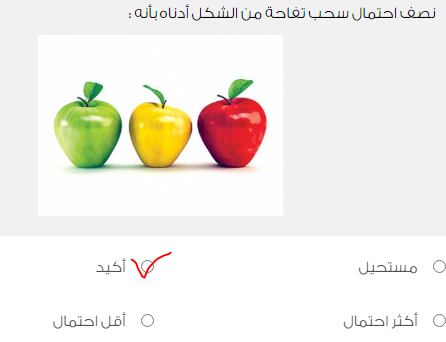 نصف احتمال سحب تفاحة من الشكل أدناه بأنه :
مستحيل
أكيد
أكثر احتمال
أقل احتمال